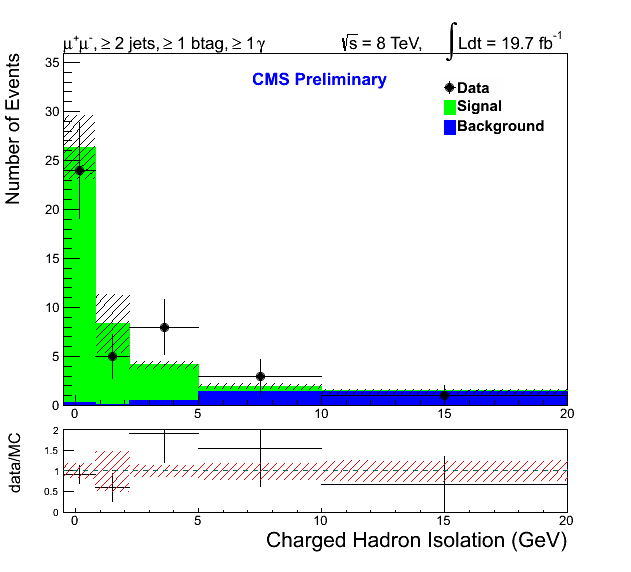 μ⁺μ⁻, ≥ 2 jets, ≥ 1 btag, ≥ 1 γ
√s = 8 TeV, ∫ Ldt = 19.7 fb⁻¹
CMS Preliminary
Data
Signal
Background
Number of Events
35
30
25
20
15
10
5
0
0 5 10 15 20
data/MC
2
1.5
1
0.5
0
0 5 10 15 20
Charged Hadron Isolation (GeV)